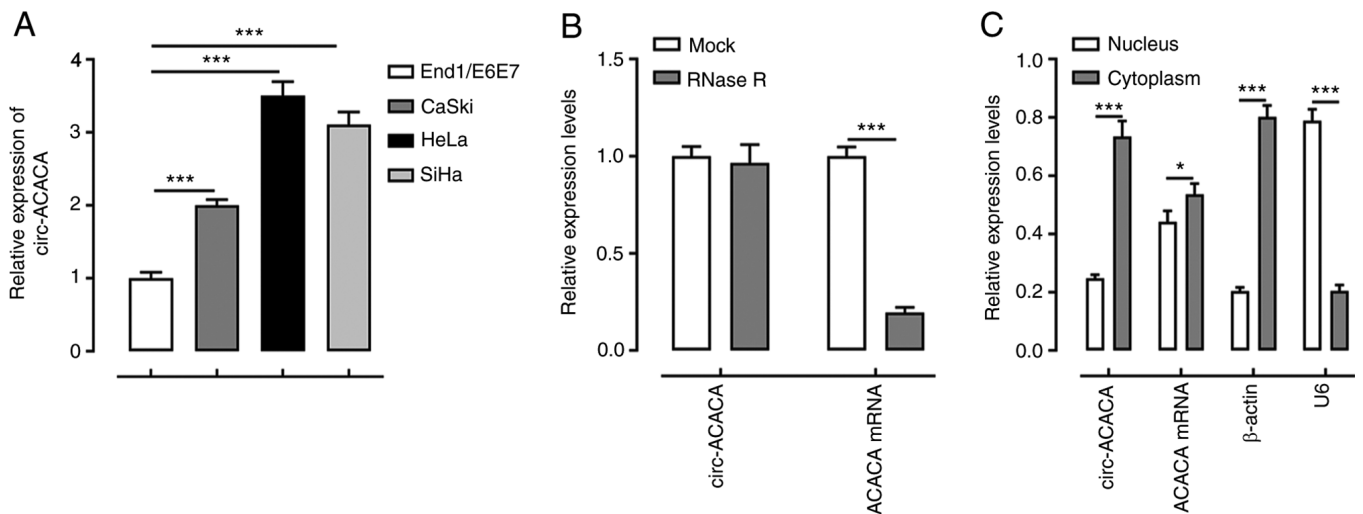 A
Relative expression of
circ-ACACA
4
3
2
1
0
***
***
***
End1/E6E7
CaSki
HeLa
SiHa
B
Relative expression levels
1.5
1.0
0.5
0.0
Mock
RNase R
***
circ-ACACA
ACACA mRNA
C
Relative expression levels
1.0
0.8
0.6
0.4
0.2
0.0
Nucleus
Cytoplasm
***
*
***
***
circ-ACACA
ACACA mRNA
β-actin
U6